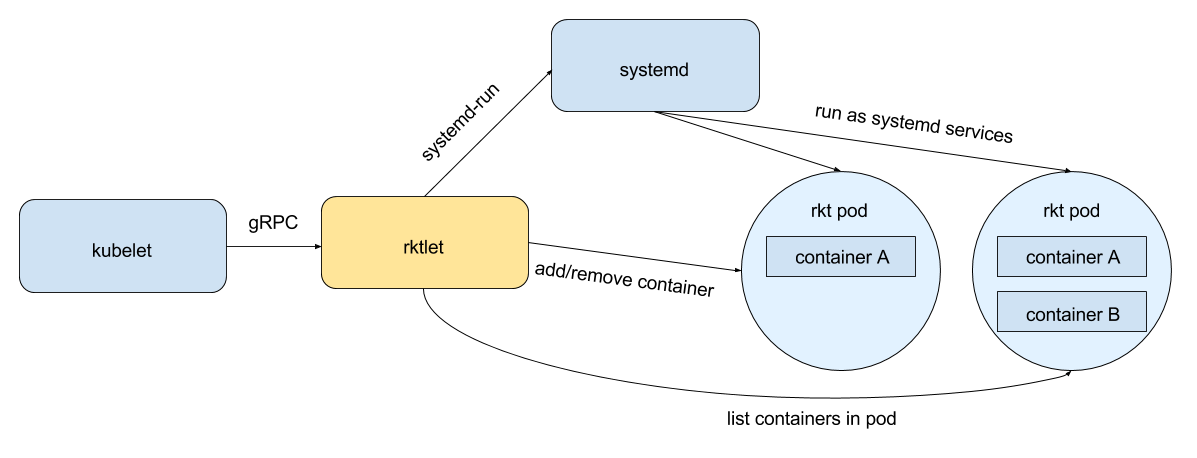 systemd
systemd-run
run as systemd services
kubelet
gRPC
rktlet
add/remove container
rkt pod
container A
rkt pod
container A
container B
list containers in pod